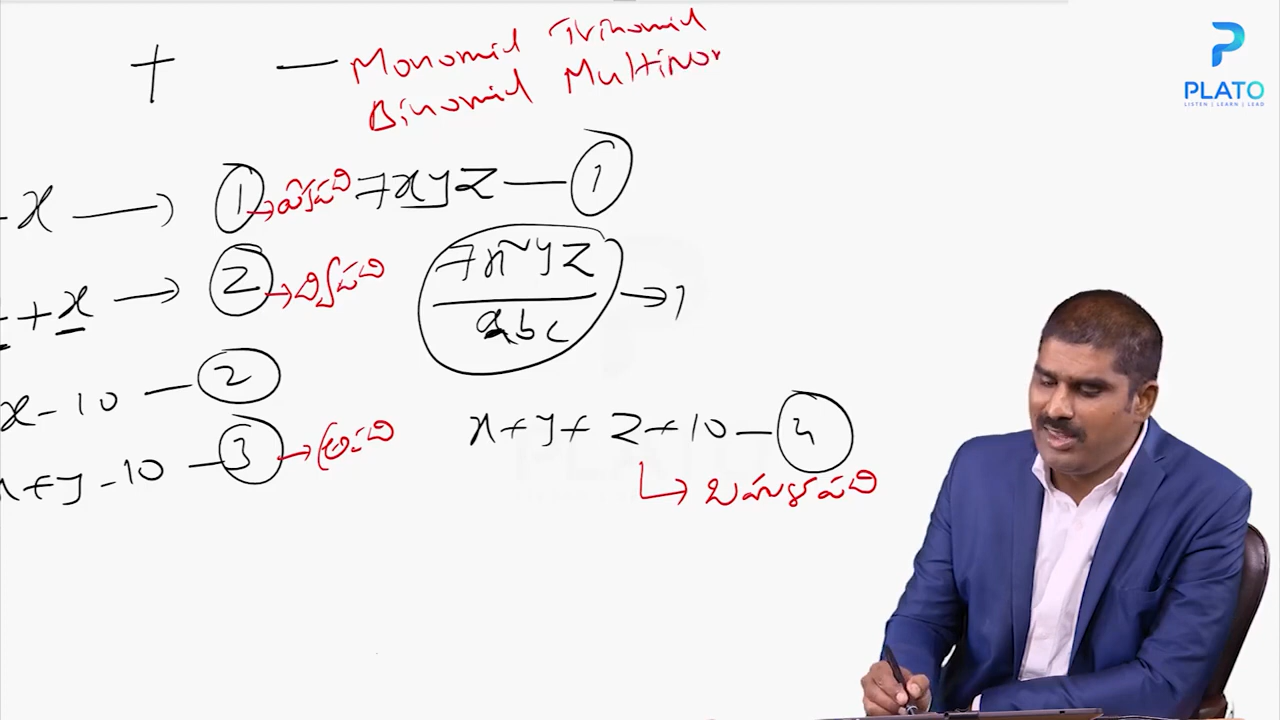 + — Monomial Trinomial
Binomial Multinom
- x → 1 → ఏకపది 7xyz — 1
+ x → 2 → ద్విపది
7x²yz
abc → 1
x - 10 — 2
x + y + z + 10 — 4
x + y - 10 — 3 → త్రిపది
→ బహుళపది
PLATO
LISTEN | LEARN | LEAD